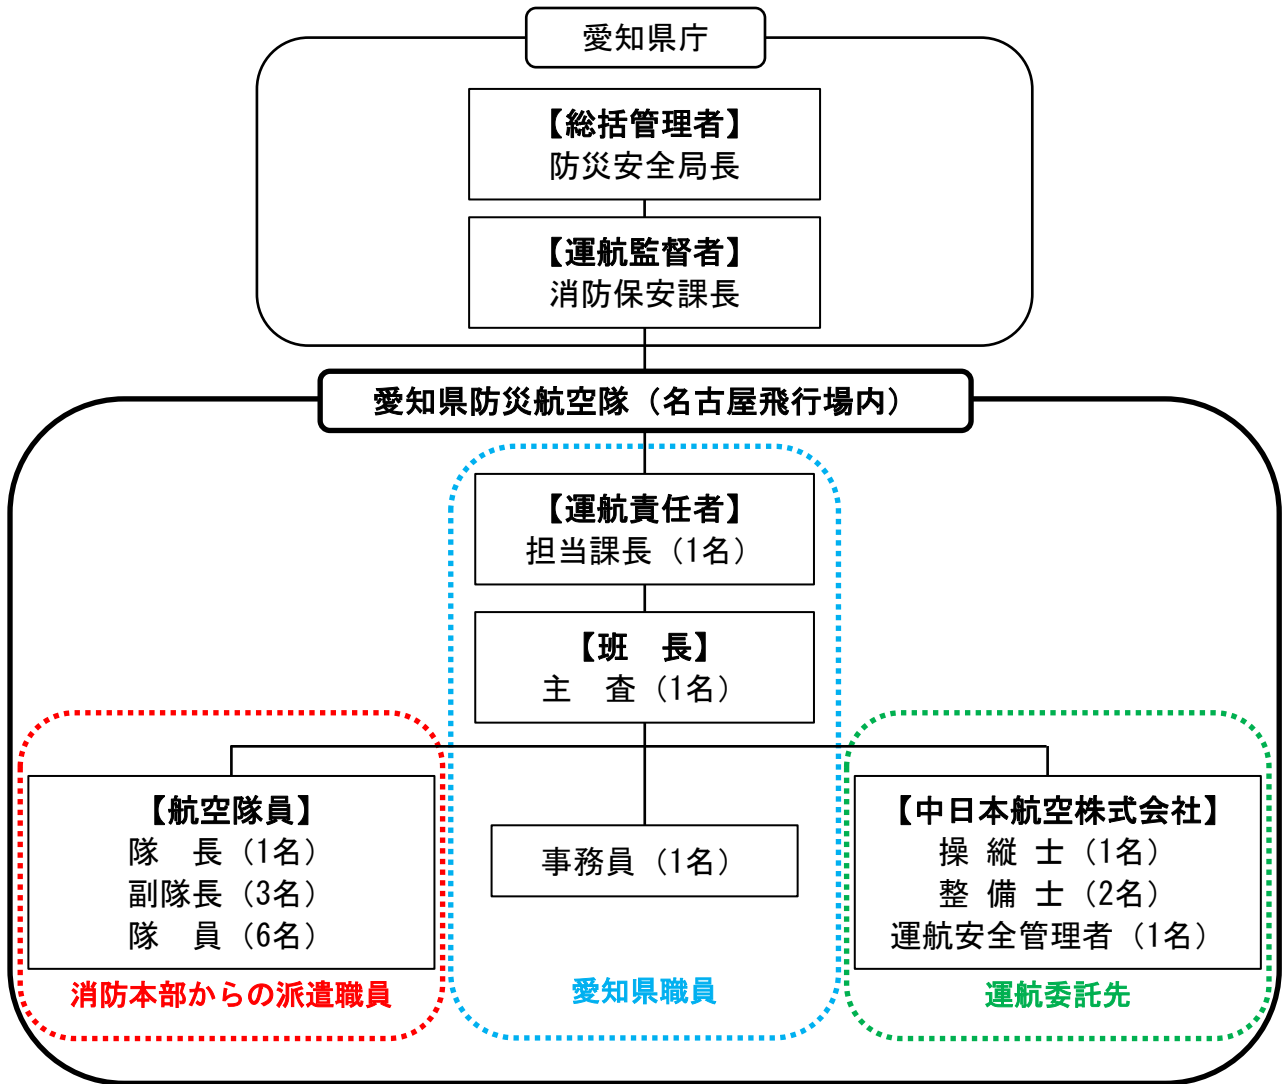 愛知県庁
【総括管理者】
防災安全局長
【運航監督者】
消防保安課長
愛知県防災航空隊（名古屋飛行場内）
【運航責任者】
担当課長（1名）
【班　長】
主　査（1名）
【航空隊員】
隊　長（1名）
副隊長（3名）
隊　員（6名）
消防本部からの派遣職員
事務員（1名）
愛知県職員
【中日本航空株式会社】
操 縦 士（1名）
整 備 士（2名）
運航安全管理者（1名）
運航委託先